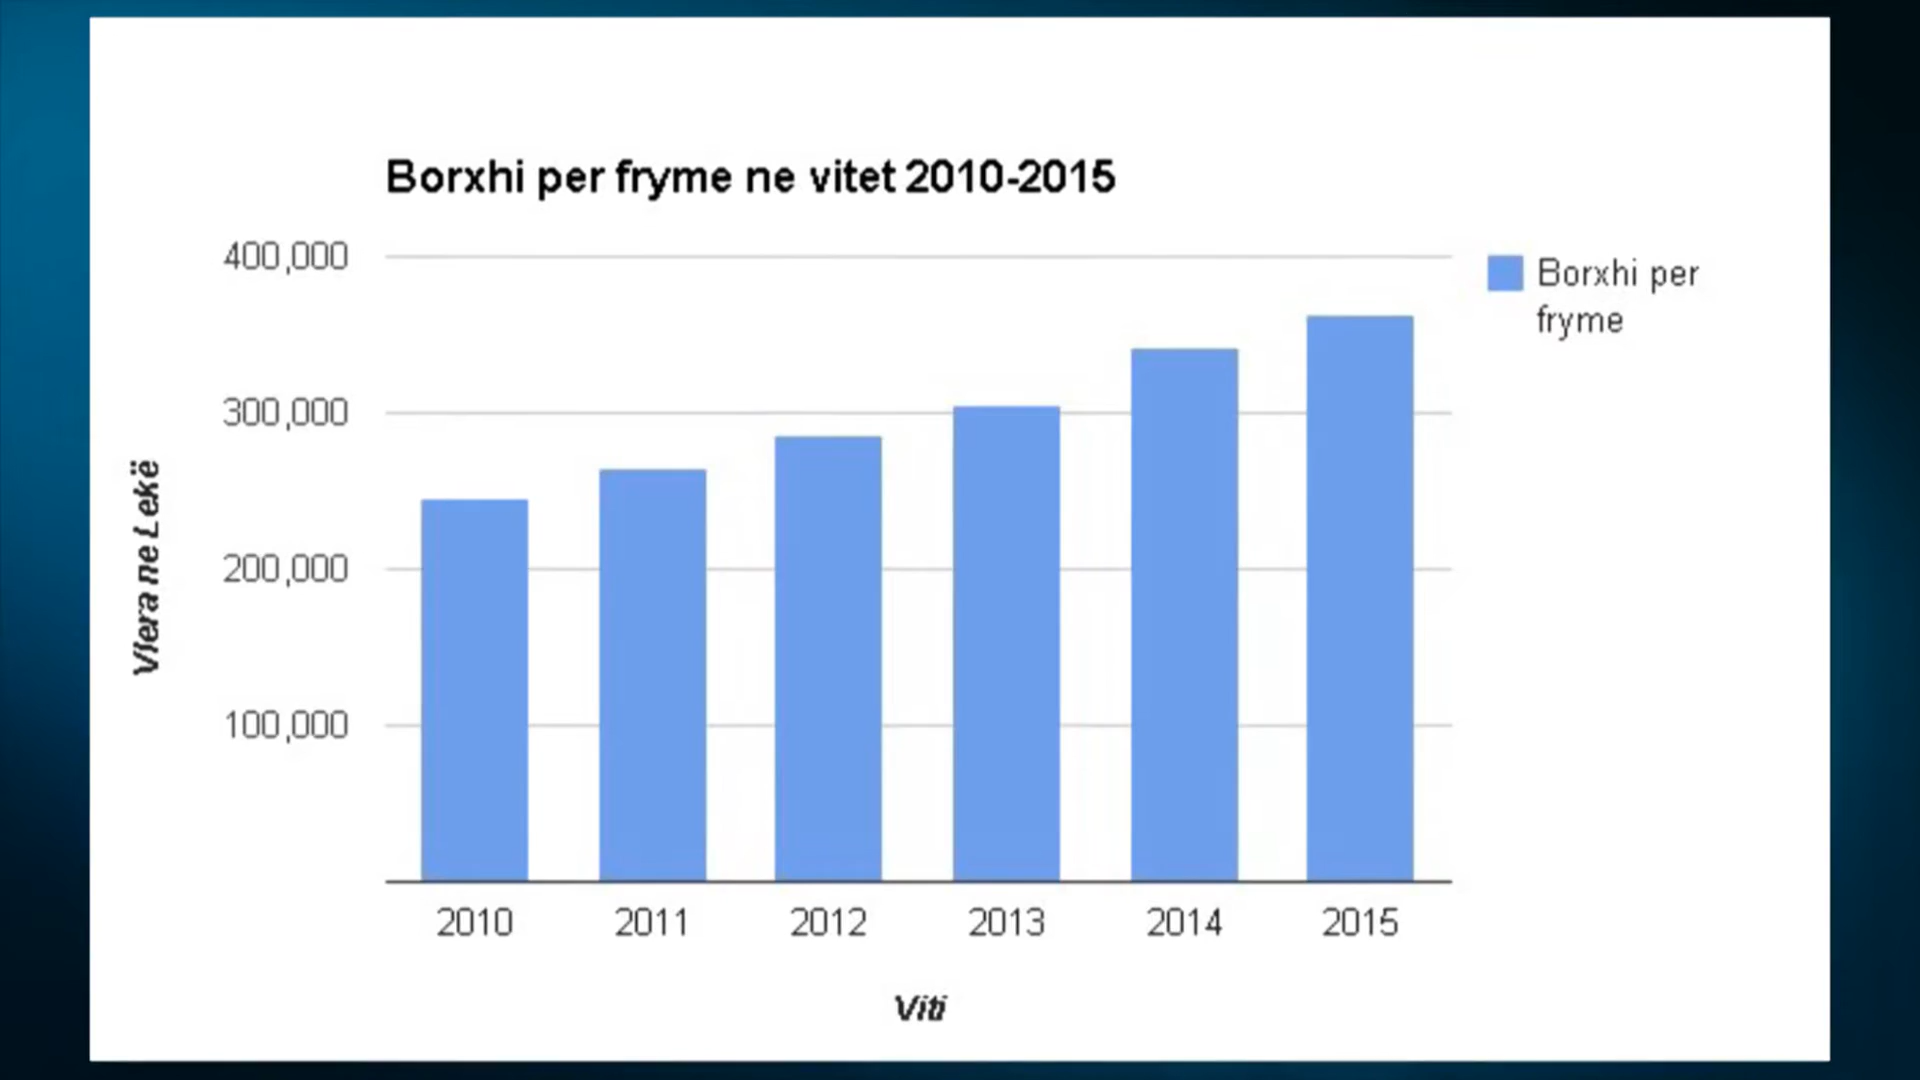 Borxhi per fryme ne vitet 2010-2015
400,000
300,000
200,000
100,000
Vlera ne Lekë
Borxhi per
fryme
2010 2011 2012 2013 2014 2015
Viti